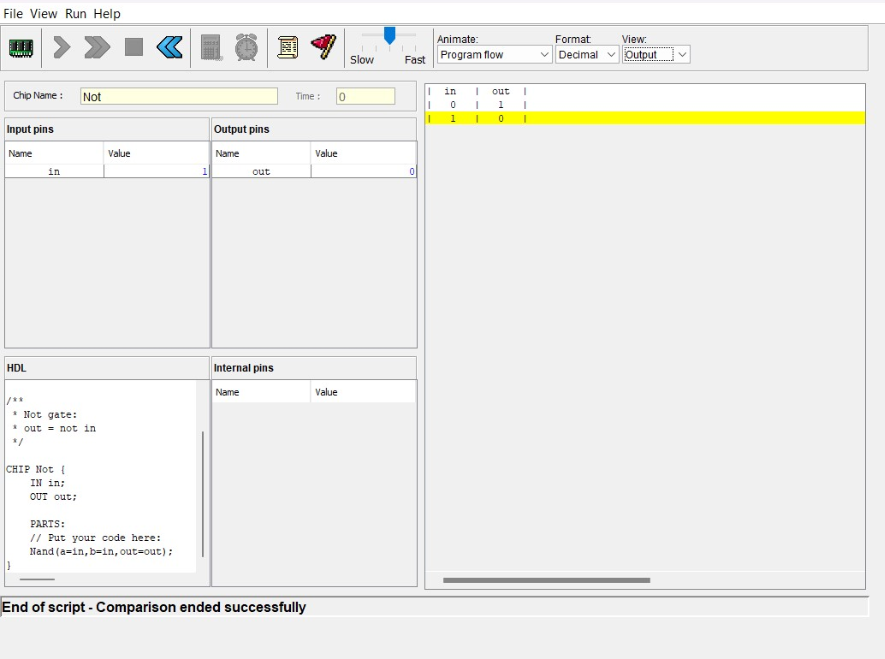 File View Run Help
Slow Fast
Animate: Format: View:
Program flow Decimal Output
Chip Name : Not Time : 0
Input pins
Name Value
in 1
Output pins
Name Value
out 0
HDL
/**
* Not gate:
* out = not in
*/
CHIP Not {
IN in;
OUT out;
PARTS:
// Put your code here:
Nand(a=in,b=in,out=out);
}
Internal pins
Name Value
| in | out |
| 0 | 1 |
| 1 | 0 |
End of script - Comparison ended successfully